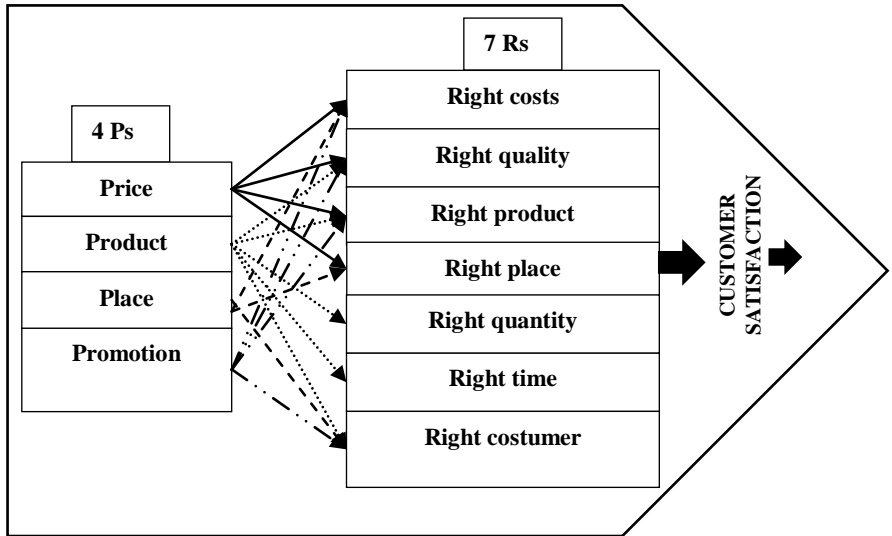 4 Ps
Price
Product
Place
Promotion
7 Rs
Right costs
Right quality
Right product
Right place
Right quantity
Right time
Right costumer
CUSTOMER
SATISFACTION